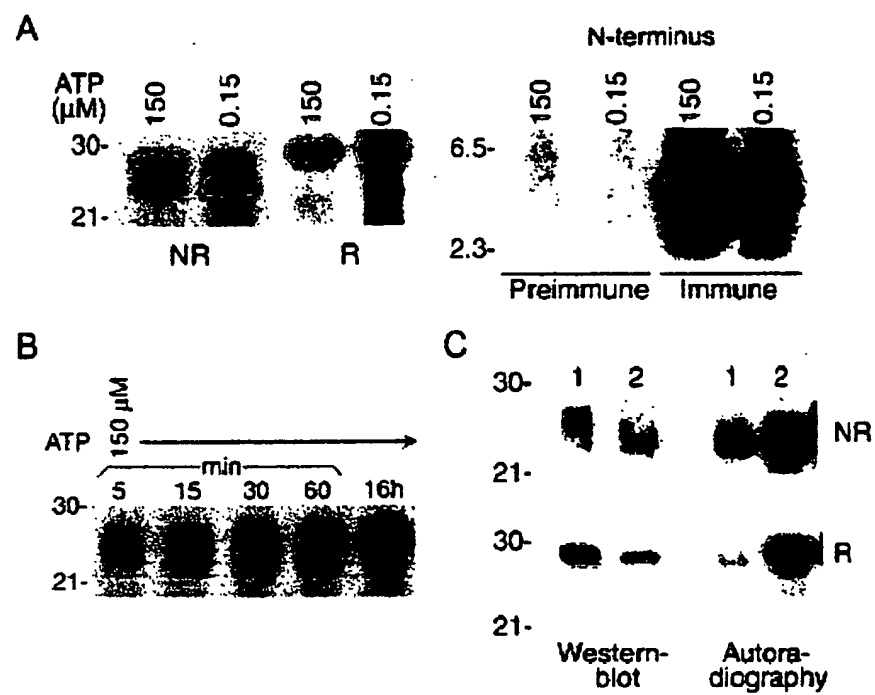 A
N-terminus
ATP
(µM)
150
0.15
150
0.15
150
0.15
150
0.15
30-
21-
6.5-
2.3-
NR
R
Preimmune
Immune
B
ATP
150 µM
min
5
15
30
60
16h
30-
21-
C
1
2
1
2
30-
21-
NR
30-
21-
R
Western-
blot
Autora-
diography